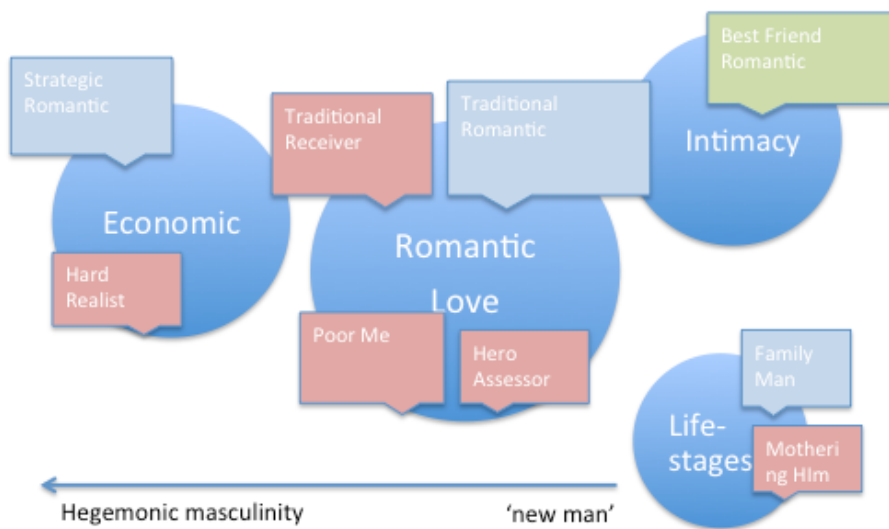 Strategic
Romantic
Economic
Hard
Realist
Traditional
Receiver
Traditional
Romantic
Romantic
Love
Poor Me
Hero
Assessor
Best Friend
Romantic
Intimacy
Family
Man
Life-
stages
Motheri
ng HIm
Hegemonic masculinity
'new man'